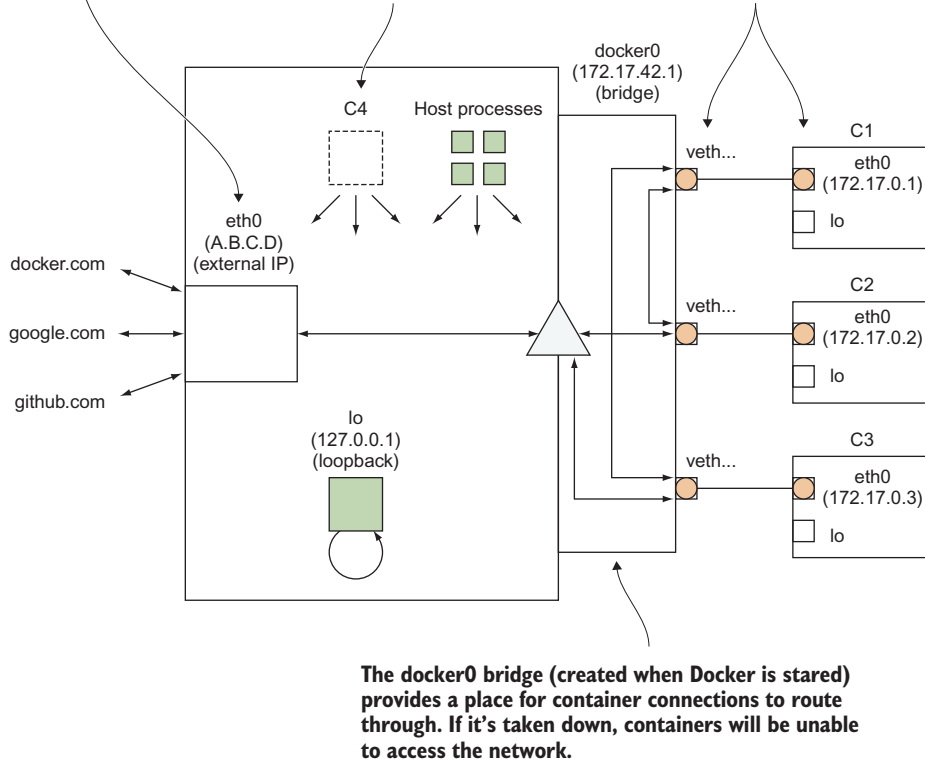 docker0
(172.17.42.1)
(bridge)
C4
Host processes
C1
veth...
eth0
(172.17.0.1)
lo
eth0
(A.B.C.D)
(external IP)
docker.com
google.com
github.com
C2
veth...
eth0
(172.17.0.2)
lo
lo
(127.0.0.1)
(loopback)
C3
veth...
eth0
(172.17.0.3)
lo
The docker0 bridge (created when Docker is stared)
provides a place for container connections to route
through. If it's taken down, containers will be unable
to access the network.